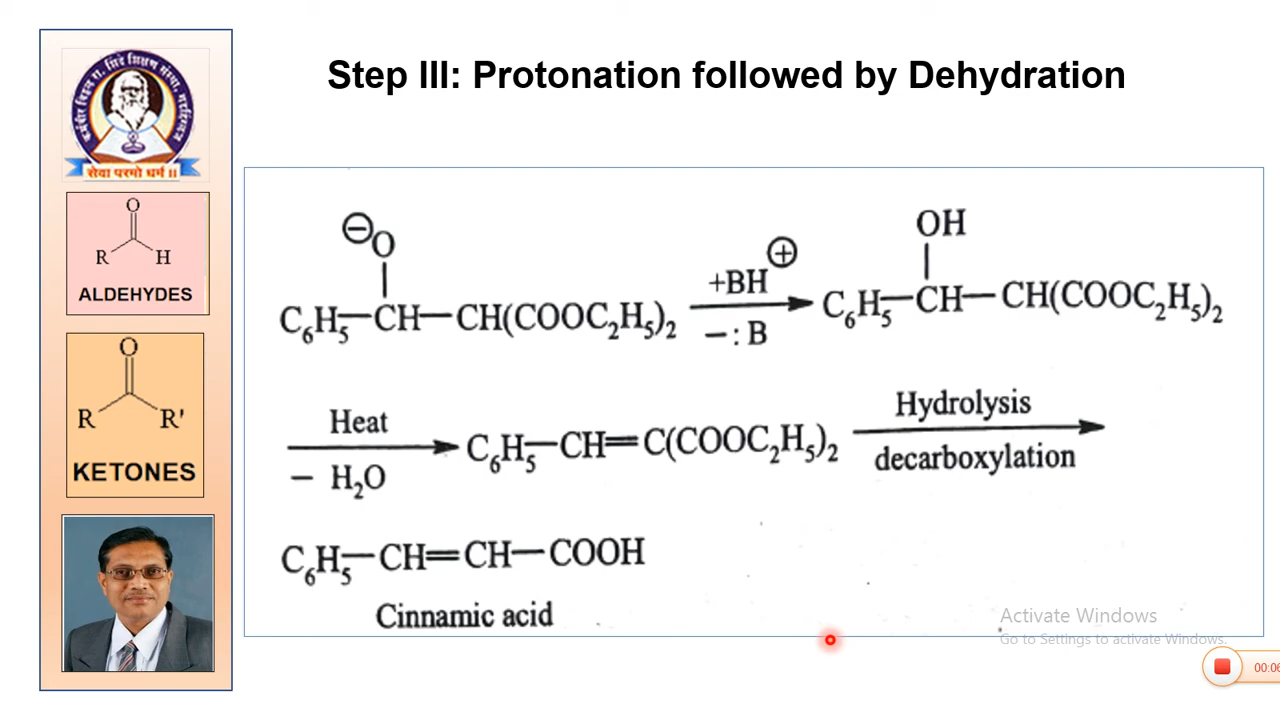 Step III: Protonation followed by Dehydration
सेवा परमो धर्म ॥
O
R H
ALDEHYDES
O
R R'
KETONES
⊖O
C₆H₅—CH—CH(COOC₂H₅)₂
+BH⊕
− : B
OH
C₆H₅—CH—CH(COOC₂H₅)₂
Heat
− H₂O
C₆H₅—CH=C(COOC₂H₅)₂
Hydrolysis
decarboxylation
C₆H₅—CH=CH—COOH
Cinnamic acid
Activate Windows
Go to Settings to activate Windows.